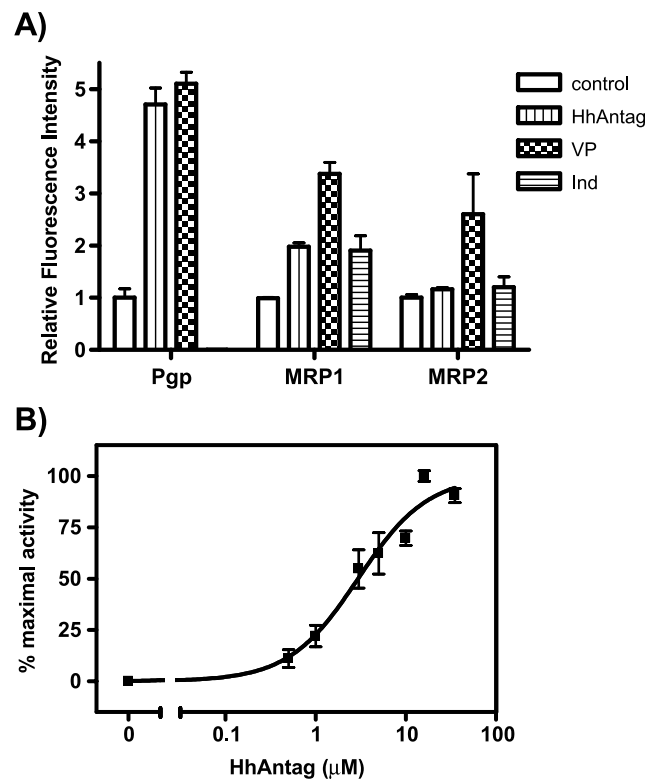 A)
Relative Fluorescence Intensity
5
4
3
2
1
0
Pgp
MRP1
MRP2
control
HhAntag
VP
Ind
B)
% maximal activity
100
75
50
25
0
0
0.1
1
10
100
HhAntag (μM)